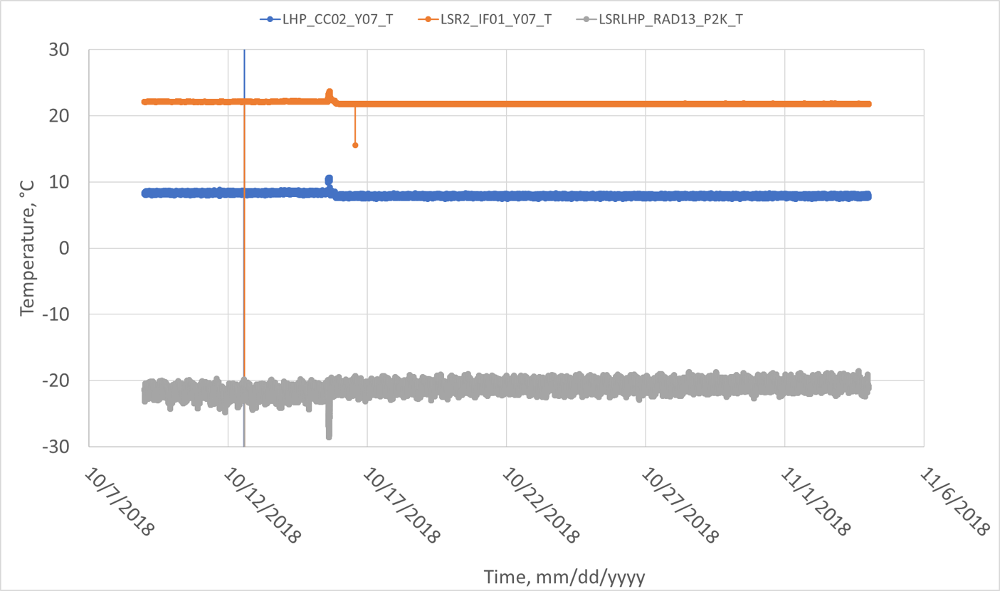 LHP_CC02_Y07_T LSR2_IF01_Y07_T LSRLHP_RAD13_P2K_T
30
20
10
0
-10
-20
-30
Temperature, °C
10/7/2018 10/12/2018 10/17/2018 10/22/2018 10/27/2018 11/1/2018 11/6/2018
Time, mm/dd/yyyy